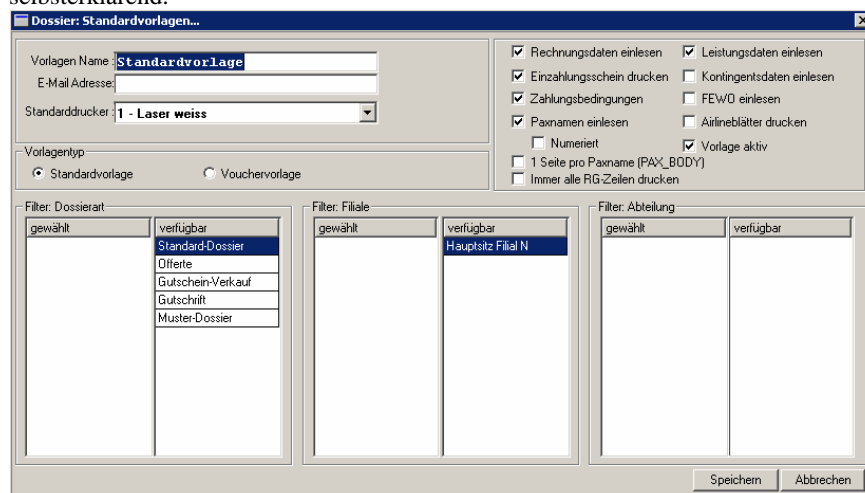 selbsterklärend.
Dossier: Standardvorlagen...
Vorlagen Name : Standardvorlage
E-Mail Adresse:
Standarddrucker : 1 - Laser weiss
Vorlagentyp
Standardvorlage Vouchervorlage
Rechnungsdaten einlesen Leistungsdaten einlesen
Einzahlungsschein drucken Kontingentsdaten einlesen
Zahlungsbedingungen FEWO einlesen
Paxnamen einlesen Airlineblätter drucken
Numeriert Vorlage aktiv
1 Seite pro Paxname (PAX_BODY)
Immer alle RG-Zeilen drucken
Filter: Dossierart
gewählt verfügbar
Standard-Dossier
Offerte
Gutschein-Verkauf
Gutschrift
Muster-Dossier
Filter: Filiale
gewählt verfügbar
Hauptsitz Filial N
Filter: Abteilung
gewählt verfügbar
Speichern Abbrechen